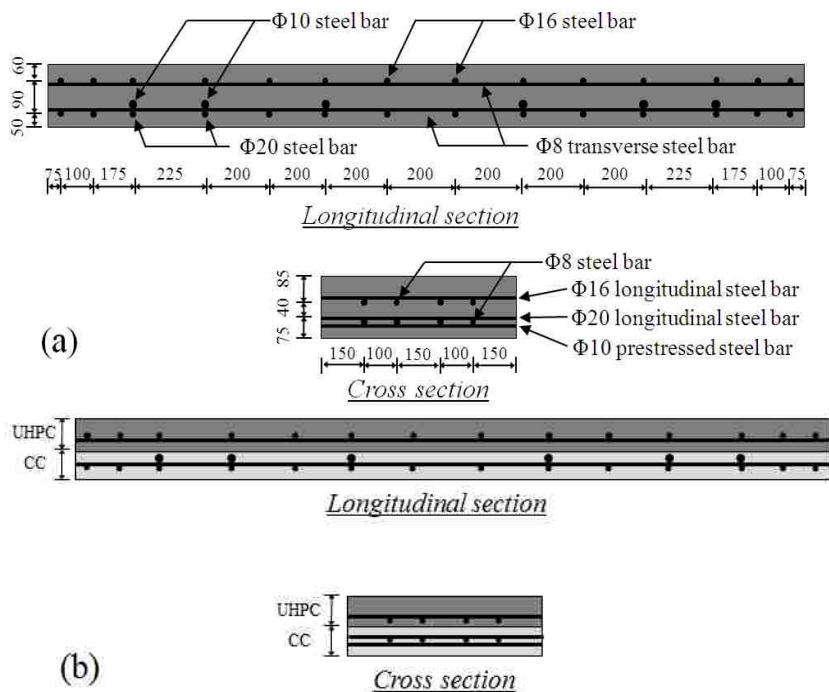 Φ10 steel bar
Φ16 steel bar
60
90
50
Φ20 steel bar
Φ8 transverse steel bar
75 100 175 225 200 200 200 200 200 200 200 225 175 100 75
Longitudinal section
Φ8 steel bar
85
40
75
Φ16 longitudinal steel bar
Φ20 longitudinal steel bar
Φ10 prestressed steel bar
(a)
150 100 150 100 150
Cross section
UHPC
CC
Longitudinal section
UHPC
CC
(b)
Cross section